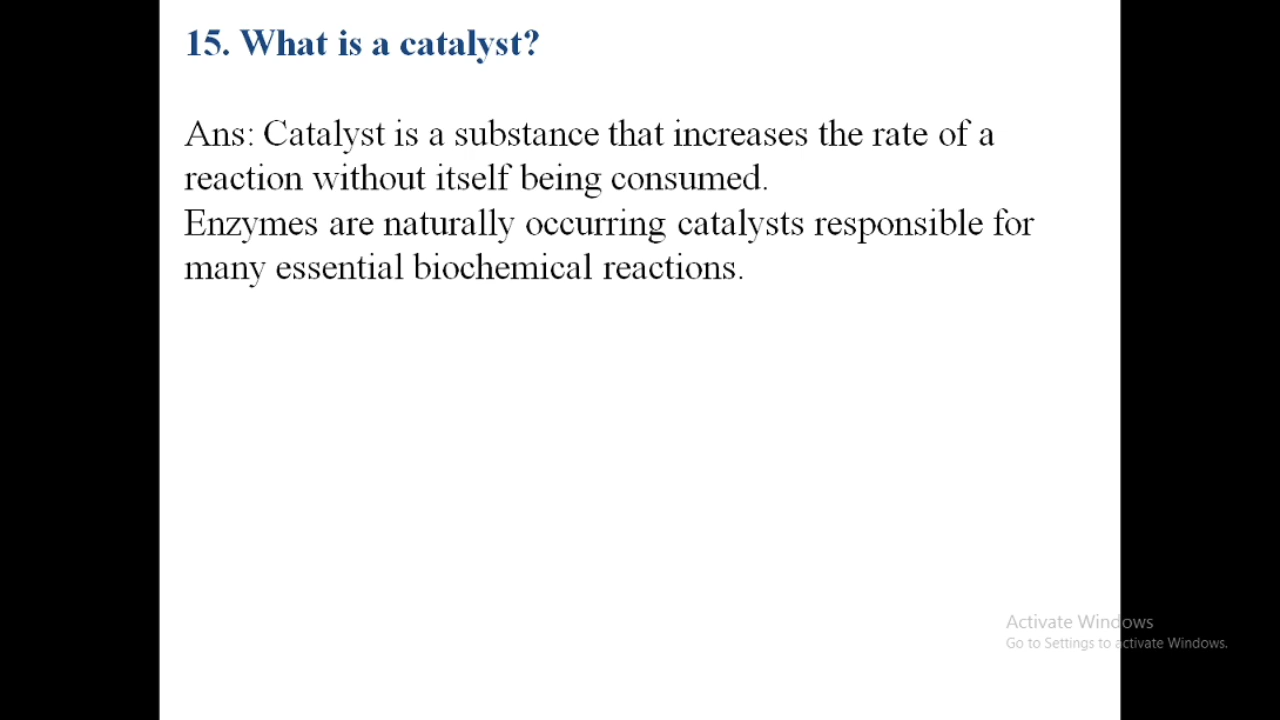 15. What is a catalyst?
Ans: Catalyst is a substance that increases the rate of a
reaction without itself being consumed.
Enzymes are naturally occurring catalysts responsible for
many essential biochemical reactions.
Activate Windows
Go to Settings to activate Windows.